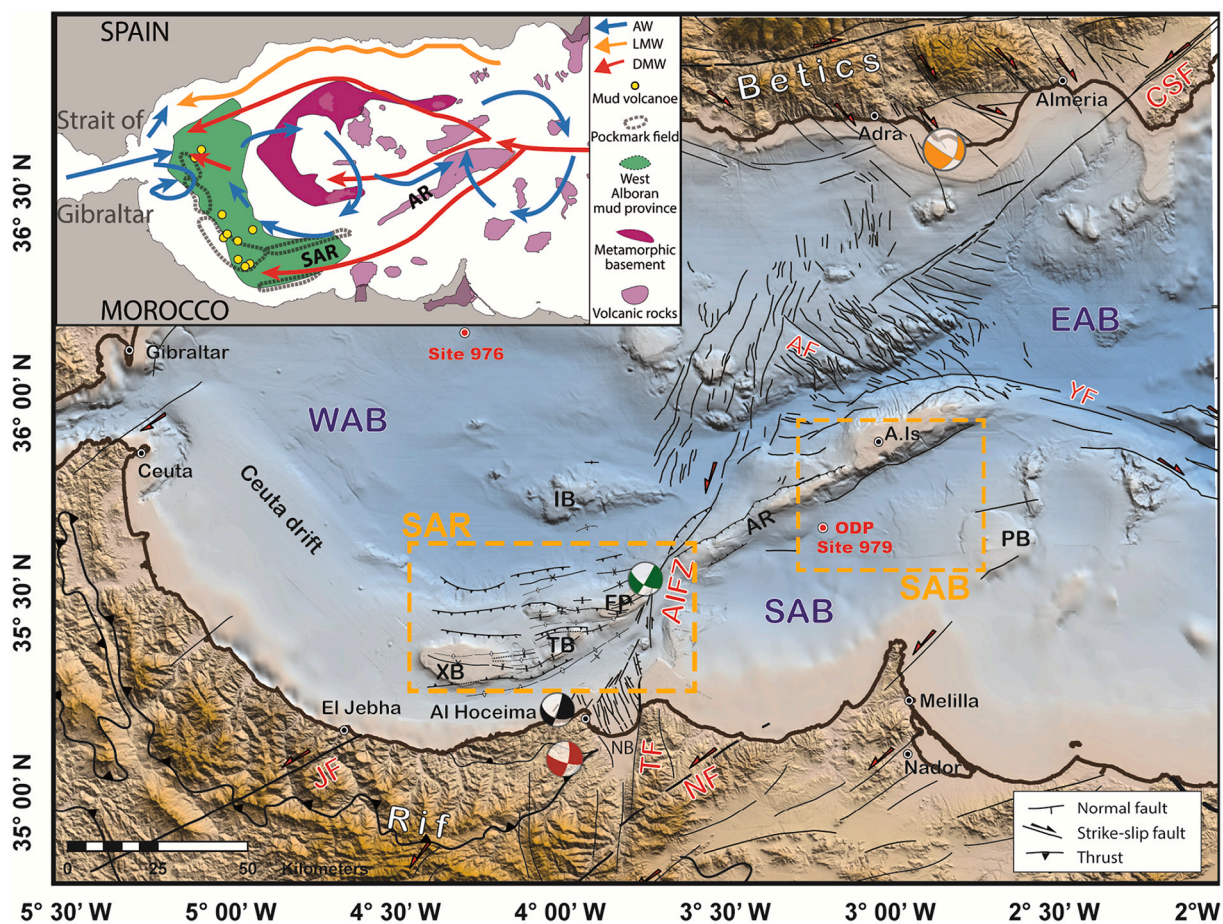 SPAIN
Strait of
Gibraltar
MOROCCO
AR
SAR
AW
LMW
DMW
Mud volcanoe
Pockmark field
West
Alboran
mud province
Metamorphic
basement
Volcanic rocks
Betics
Almeria
CSF
Adra
36° 30' N
36° 00' N
35° 30' N
35° 00' N
Gibraltar
Site 976
EAB
AF
YF
WAB
A.Is
Ceuta
Ceuta drift
IB
AR
SAR
ODP
Site 979
PB
AIFZ
SAB
SAB
FP
TB
XB
El Jebha
Al Hoceima
Melilla
NB
TF
NF
Nador
JF
Rif
0 25 50 Kilometers
Normal fault
Strike-slip fault
Thrust
5° 30' W 5° 00' W 4° 30' W 4° 00' W 3° 30' W 3° 00' W 2° 30' W 2° W